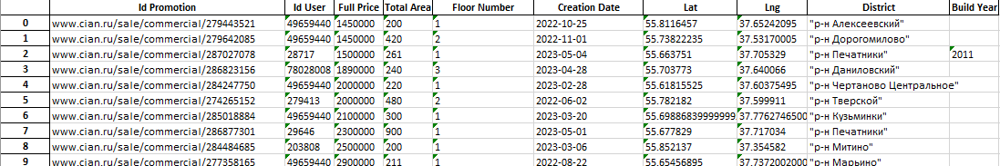 Id Promotion Id User Full Price Total Area Floor Number Creation Date Lat Lng District Build Year
0 www.cian.ru/sale/commercial/279443521 49659440 1450000 200 1 2022-10-25 55.8116457 37.65242095 "р-н Алексеевский"
1 www.cian.ru/sale/commercial/279642085 49659440 1450000 420 2 2022-11-01 55.73822235 37.53170005 "р-н Дорогомилово"
2 www.cian.ru/sale/commercial/287027078 28717 1500000 261 1 2023-05-04 55.663751 37.705329 "р-н Печатники" 2011
3 www.cian.ru/sale/commercial/286823156 78028008 1890000 240 3 2023-04-28 55.703773 37.640066 "р-н Даниловский"
4 www.cian.ru/sale/commercial/284247750 49659440 2000000 220 1 2023-02-28 55.61815525 37.60375495 "р-н Чертаново Центральное"
5 www.cian.ru/sale/commercial/274265152 279413 2000000 480 2 2022-06-02 55.782182 37.599911 "р-н Тверской"
6 www.cian.ru/sale/commercial/285018884 49659440 2100000 300 1 2023-03-20 55.69886839999999 37.7762746500 "р-н Кузьминки"
7 www.cian.ru/sale/commercial/286877301 29646 2300000 900 1 2023-05-01 55.677829 37.717034 "р-н Печатники"
8 www.cian.ru/sale/commercial/284484685 203808 2500000 200 1 2023-03-06 55.852137 37.354582 "р-н Митино"
9 www.cian.ru/sale/commercial/277358165 49659440 2900000 211 1 2022-08-22 55.65456895 37.7372002000 "р-н Марьино"